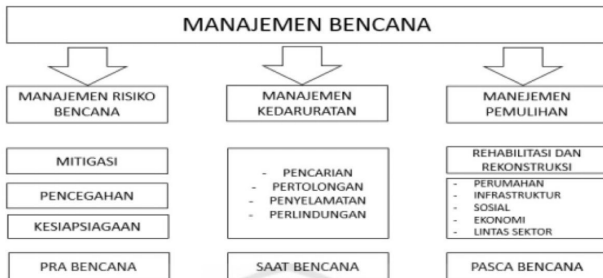 MANAJEMEN BENCANA
MANAJEMEN RISIKO
BENCANA
MITIGASI
PENCEGAHAN
KESIAPSIAGAAN
PRA BENCANA
MANAJEMEN
KEDARURATAN
- PENCARIAN
- PERTOLONGAN
- PENYELAMATAN
- PERLINDUNGAN
SAAT BENCANA
MANEJEMEN
PEMULIHAN
REHABILITASI DAN
REKONSTRUKSI
- PERUMAHAN
- INFRASTRUKTUR
- SOSIAL
- EKONOMI
- LINTAS SEKTOR
PASCA BENCANA